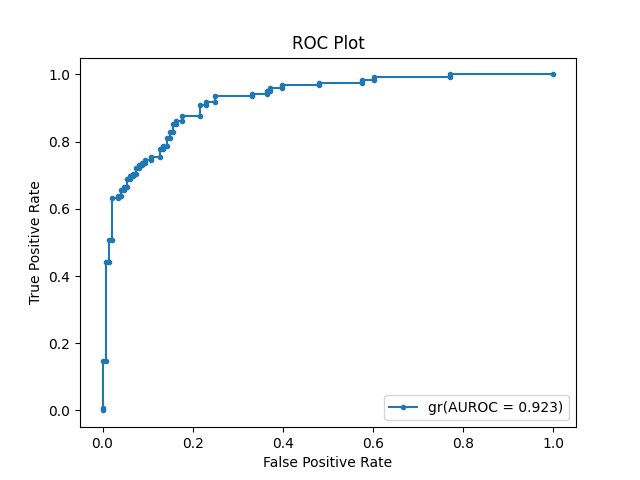 ROC Plot
True Positive Rate
1.0
0.8
0.6
0.4
0.2
0.0
gr(AUROC = 0.923)
0.0 0.2 0.4 0.6 0.8 1.0
False Positive Rate